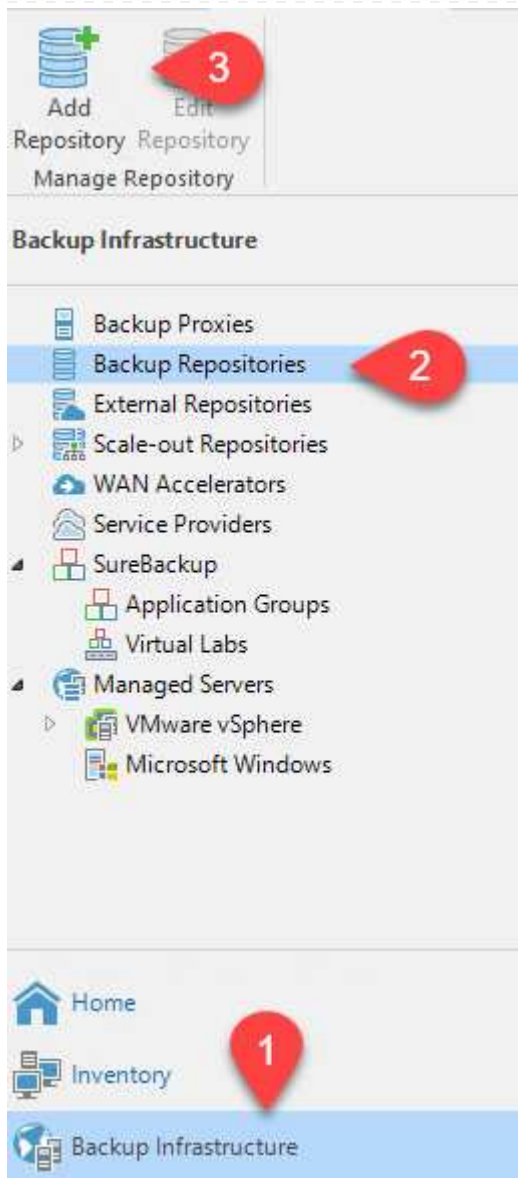 3
Add Edit
Repository Repository
Manage Repository
Backup Infrastructure
Backup Proxies
Backup Repositories 2
External Repositories
Scale-out Repositories
WAN Accelerators
Service Providers
SureBackup
Application Groups
Virtual Labs
Managed Servers
VMware vSphere
Microsoft Windows
Home
1
Inventory
Backup Infrastructure